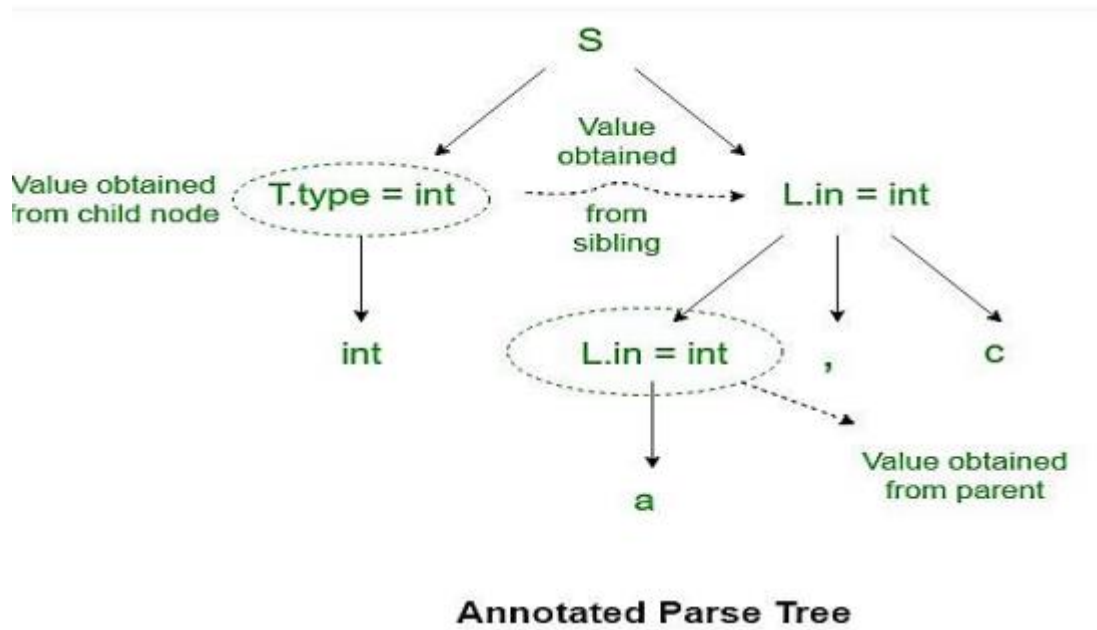 S
Value
obtained
from
sibling
Value obtained
from child node
T.type = int
L.in = int
int
L.in = int
,
c
a
Value obtained
from parent
Annotated Parse Tree